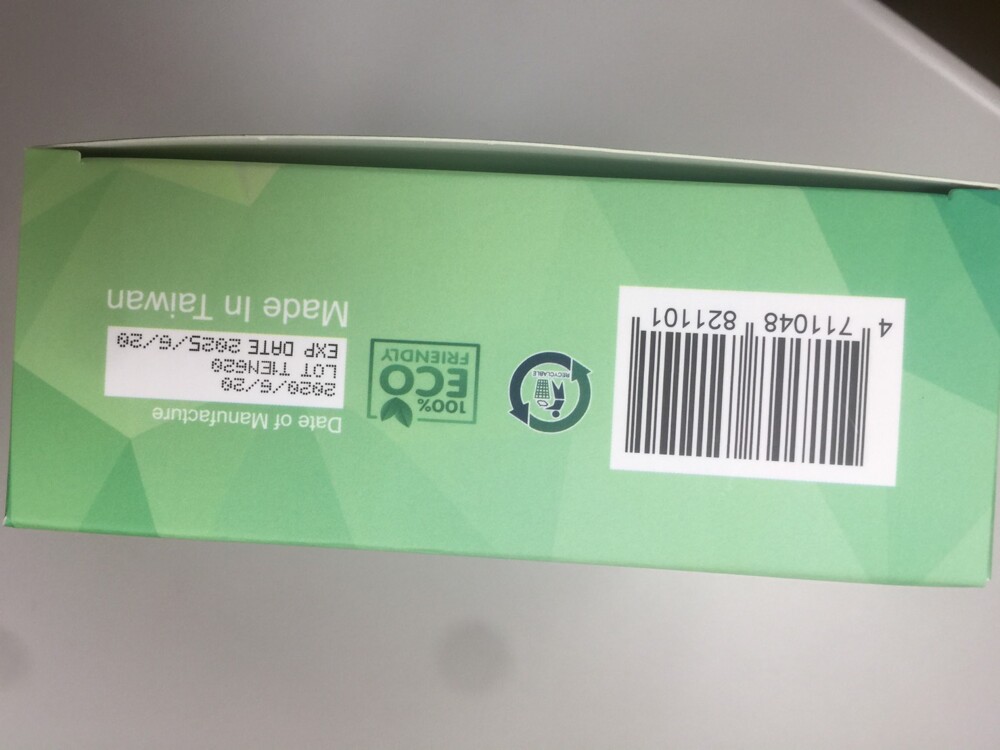 4 711048 821101
RECYCLABLE
100%
ECO
FRIENDLY
Date of Manufacture
2020/6/20
LOT T1EN620
EXP DATE 2025/6/20
Made In Taiwan